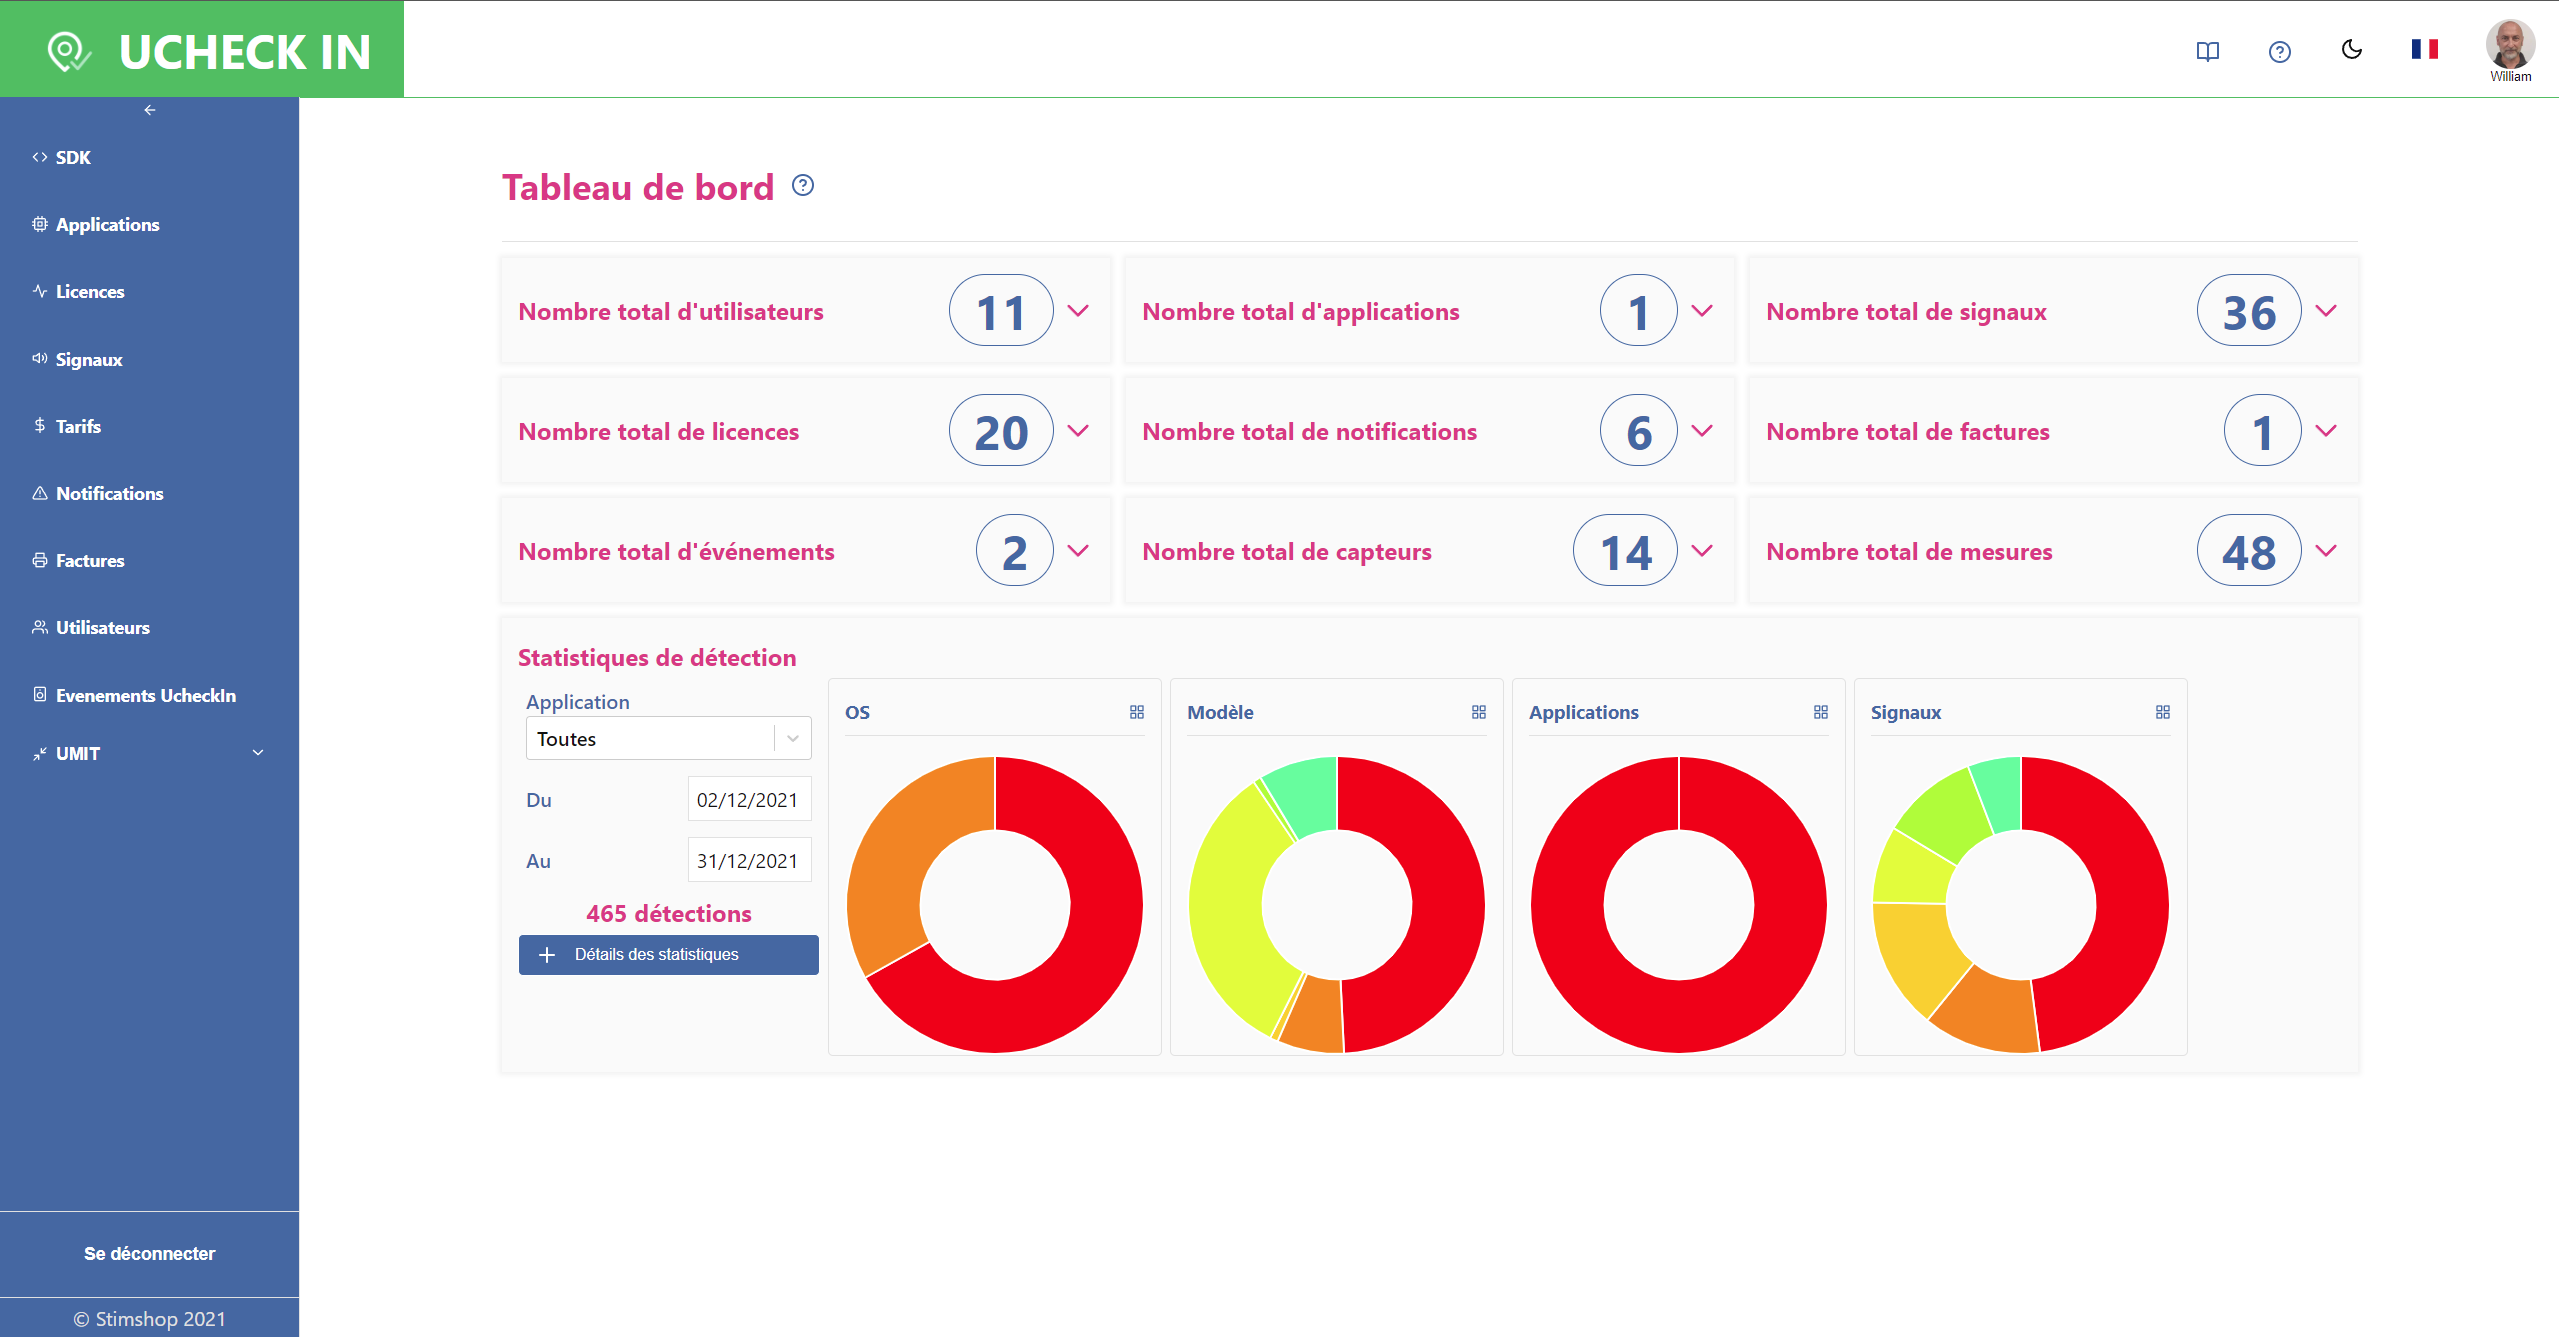 UCHECK IN
William
SDK
Applications
Licences
Signaux
Tarifs
Notifications
Factures
Utilisateurs
Evenements UcheckIn
UMIT
Se déconnecter
© Stimshop 2021
Tableau de bord
Nombre total d'utilisateurs 11
Nombre total d'applications 1
Nombre total de signaux 36
Nombre total de licences 20
Nombre total de notifications 6
Nombre total de factures 1
Nombre total d'événements 2
Nombre total de capteurs 14
Nombre total de mesures 48
Statistiques de détection
Application
Toutes
Du 02/12/2021
Au 31/12/2021
465 détections
Détails des statistiques
OS
Modèle
Applications
Signaux